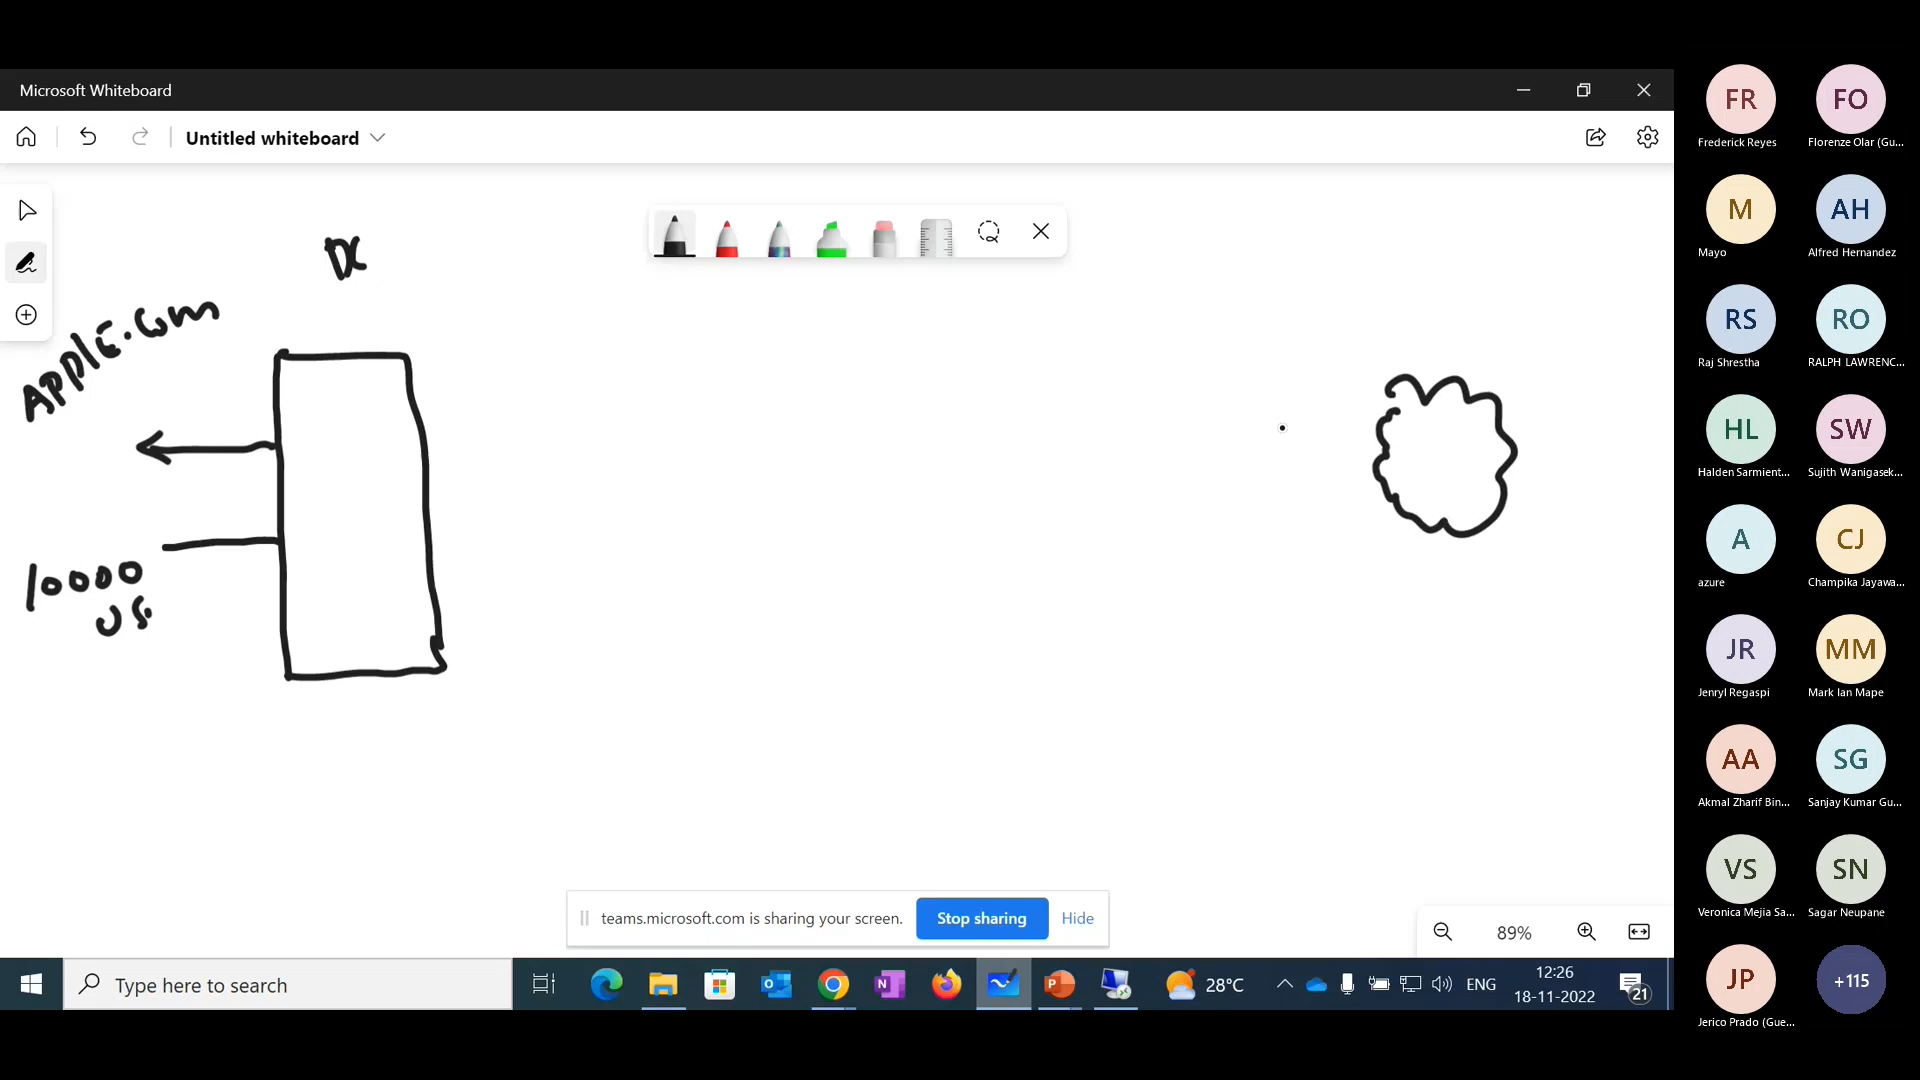 Microsoft Whiteboard
Untitled whiteboard
DC
APPlE.Com
10000
US
teams.microsoft.com is sharing your screen.
Stop sharing
Hide
89%
Type here to search
28°C
ENG
12:26
18-11-2022
21
FR
FO
Frederick Reyes
Florenze Olar (Gu...
M
AH
Mayo
Alfred Hernandez
RS
RO
Raj Shrestha
RALPH LAWRENC...
HL
SW
Halden Sarmient...
Sujith Wanigasek...
A
CJ
azure
Champika Jayawa...
JR
MM
Jenryl Regaspi
Mark Ian Mape
AA
SG
Akmal Zharif Bin...
Sanjay Kumar Gu...
VS
SN
Veronica Mejia Sa...
Sagar Neupane
JP
+115
Jerico Prado (Gue...